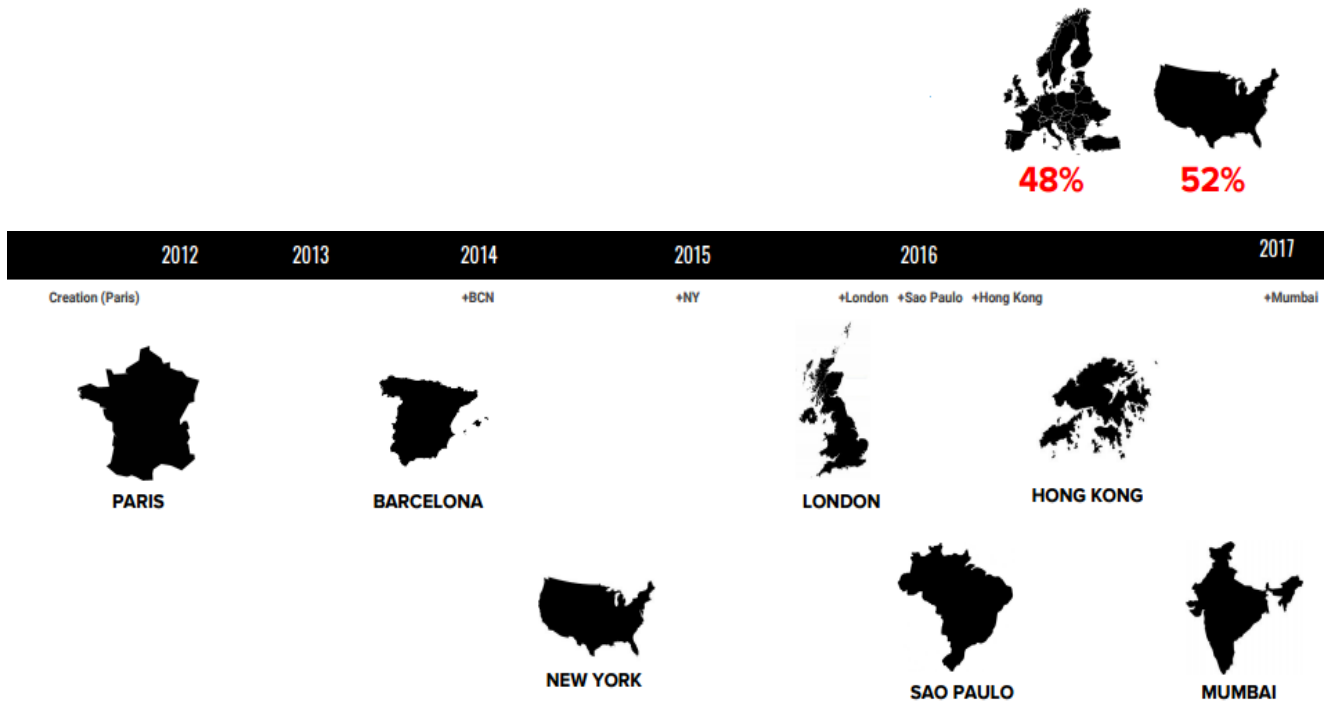 48% 52%
2012 2013 2014 2015 2016 2017
Creation (Paris) +BCN +NY +London +Sao Paulo +Hong Kong +Mumbai
PARIS BARCELONA LONDON HONG KONG
NEW YORK SAO PAULO MUMBAI